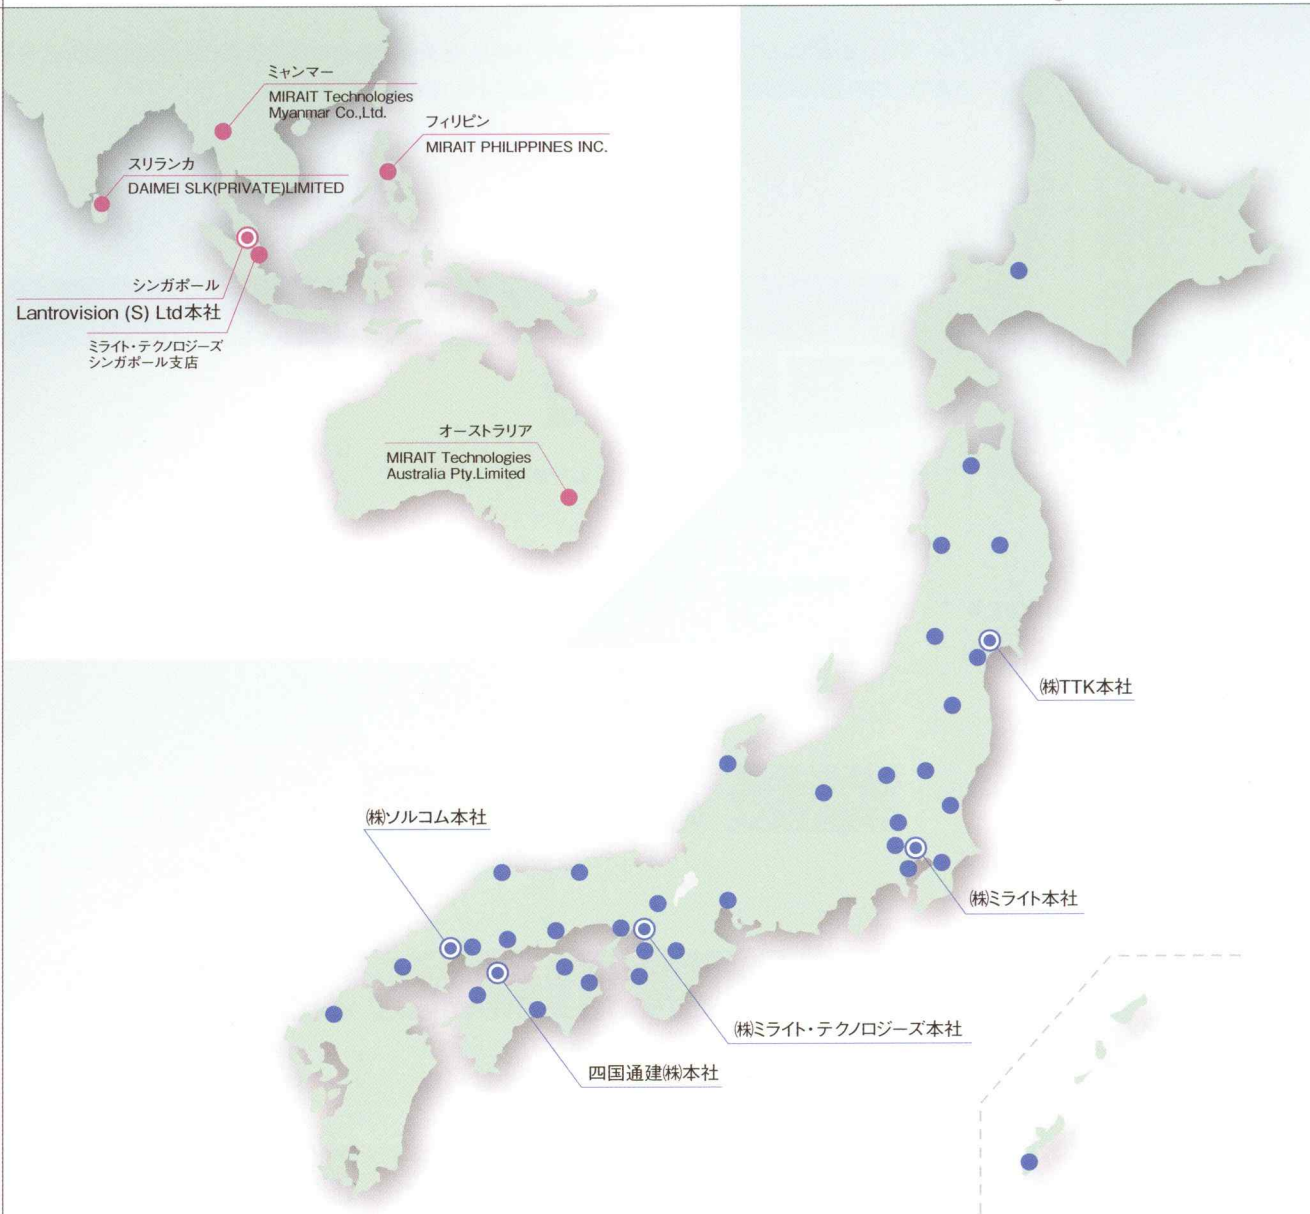 ミャンマー
MIRAIT Technologies
Myanmar Co.,Ltd.
フィリピン
MIRAIT PHILIPPINES INC.
スリランカ
DAIMEI SLK(PRIVATE)LIMITED
シンガポール
Lantrovision (S) Ltd本社
ミライト・テクノロジーズ
シンガポール支店
オーストラリア
MIRAIT Technologies
Australia Pty.Limited
㈱TTK本社
㈱ソルコム本社
㈱ミライト本社
㈱ミライト・テクノロジーズ本社
四国通建㈱本社